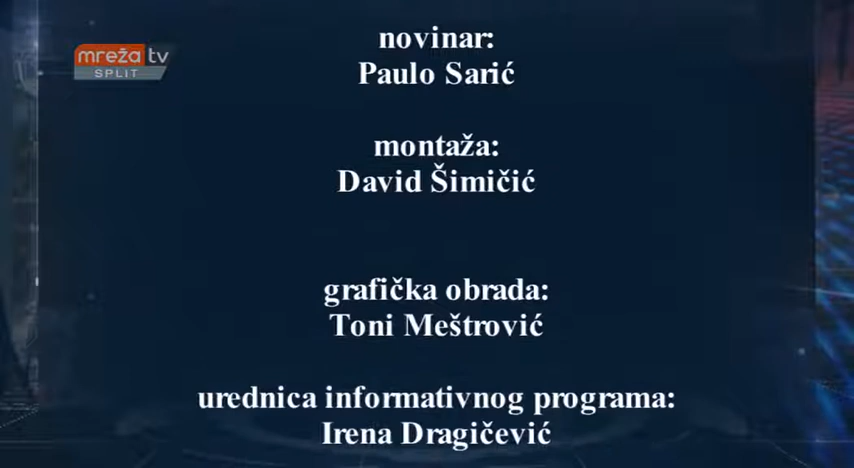 mreža tv
SPLIT
novinar:
Paulo Sarić
montaža:
David Šimičić
grafička obrada:
Toni Meštrović
urednica informativnog programa:
Irena Dragičević